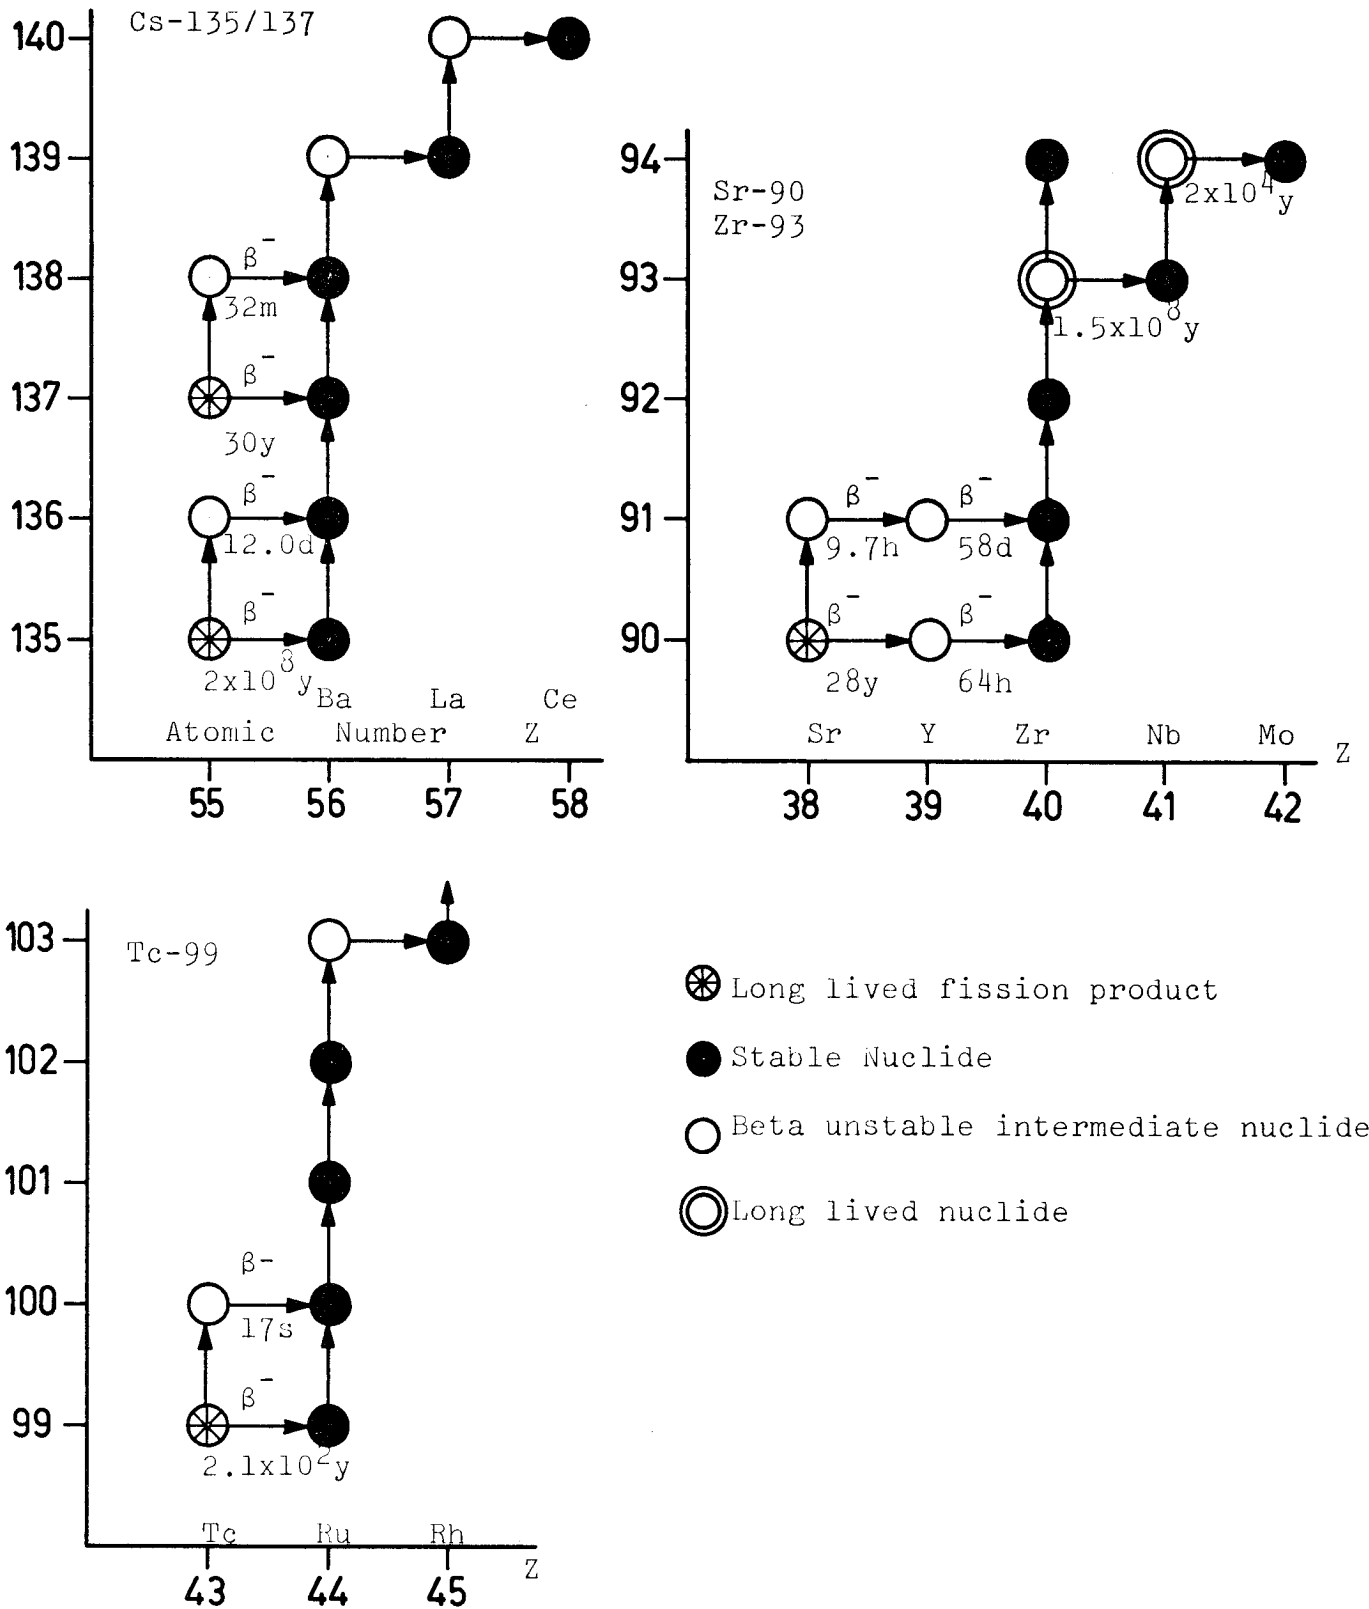 Cs-135/137
140
139
138
137
136
135
β⁻
32m
β⁻
30y
β⁻
12.0d
β⁻
2x10⁸y
Ba La Ce
Atomic Number Z
55 56 57 58
Sr-90
Zr-93
94
93
92
91
90
2x10⁴y
1.5x10⁸y
β⁻ β⁻
9.7h 58d
β⁻ β⁻
28y 64h
Sr Y Zr Nb Mo Z
38 39 40 41 42
Tc-99
103
102
101
100
99
β-
17s
β⁻
2.1x10²y
Tc Ru Rh
Z
43 44 45
Long lived fission product
Stable Nuclide
Beta unstable intermediate nuclide
Long lived nuclide